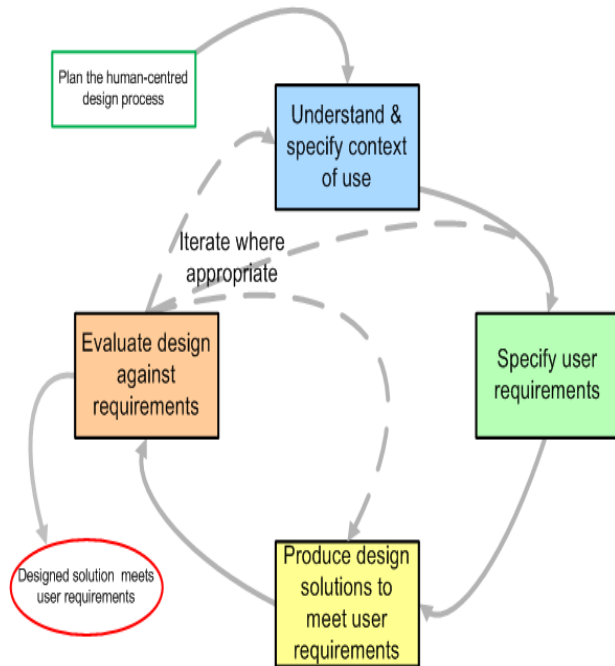 Plan the human-centred
design process
Understand &
specify context
of use
Iterate where
appropriate
Evaluate design
against
requirements
Specify user
requirements
Produce design
solutions to
meet user
requirements
Designed solution meets
user requirements